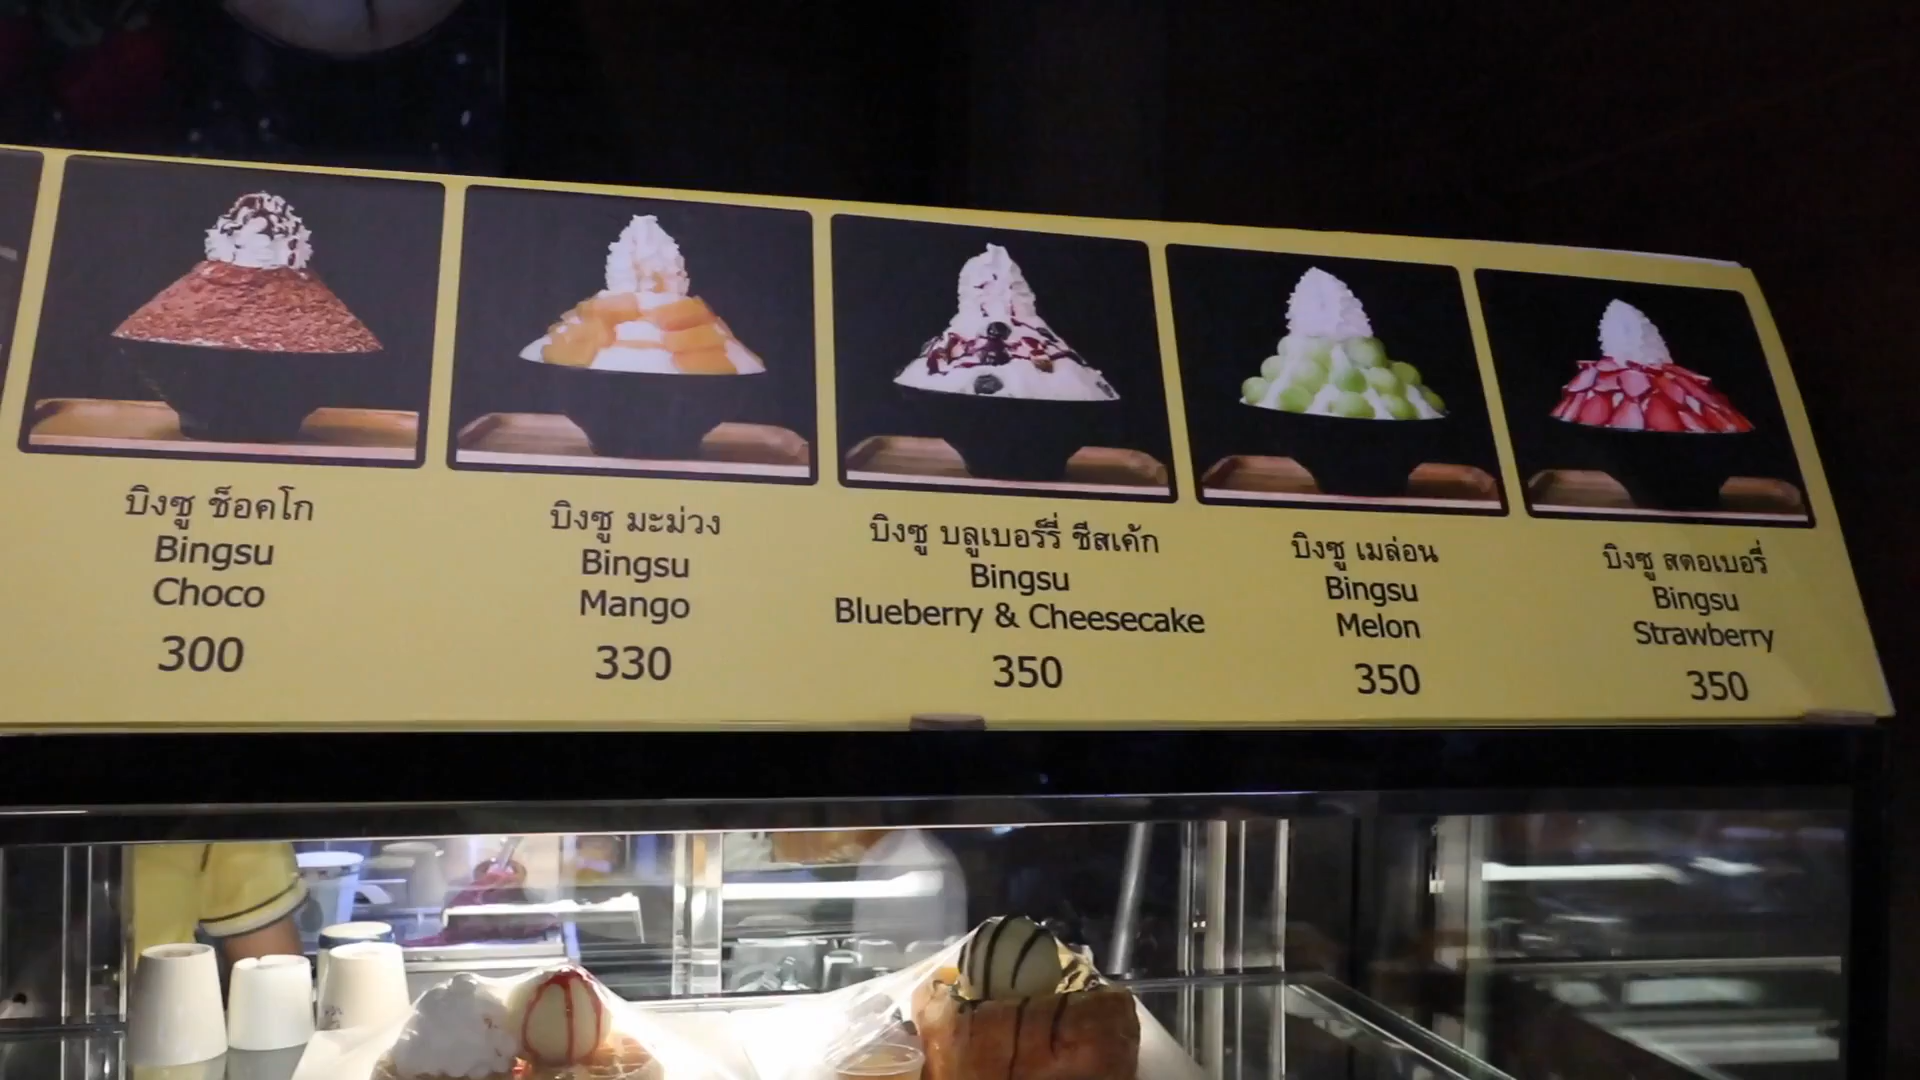 บิงซู ช็อคโก
Bingsu
Choco
300
บิงซู มะม่วง
Bingsu
Mango
330
บิงซู บลูเบอร์รี่ ชีสเค้ก
Bingsu
Blueberry & Cheesecake
350
บิงซู เมล่อน
Bingsu
Melon
350
บิงซู สตอเบอรี่
Bingsu
Strawberry
350